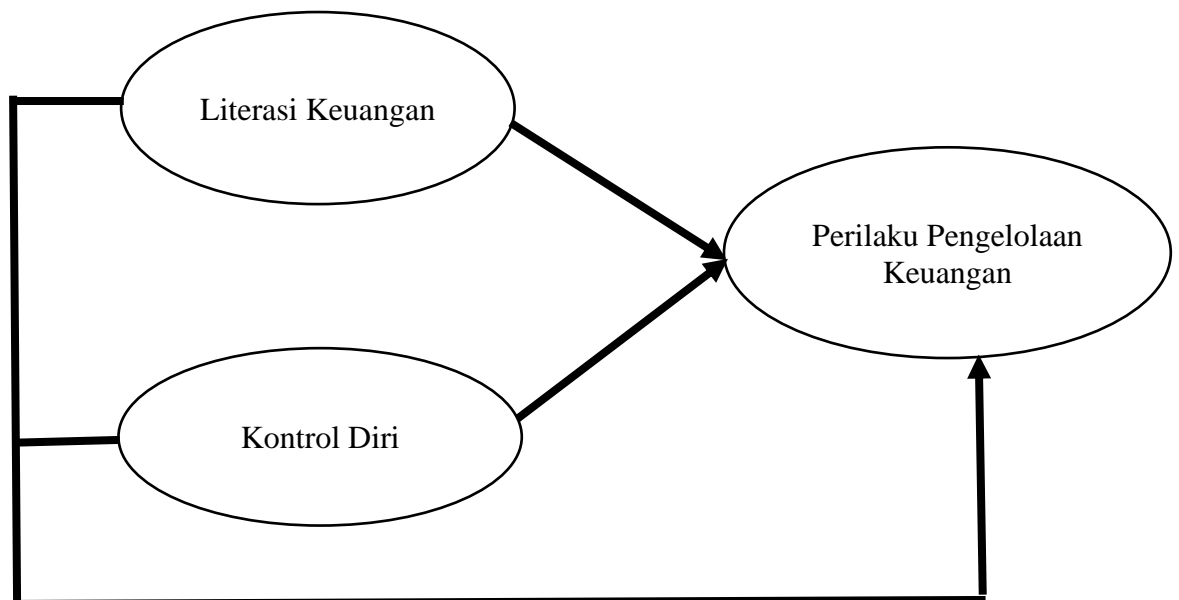 Literasi Keuangan
Perilaku Pengelolaan
Keuangan
Kontrol Diri